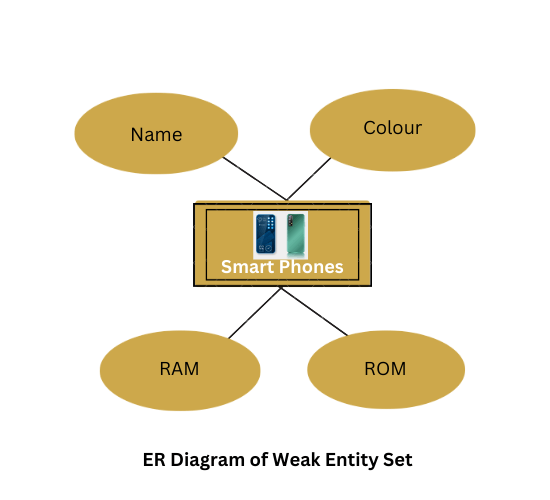 Name
Colour
Smart Phones
RAM
ROM
ER Diagram of Weak Entity Set